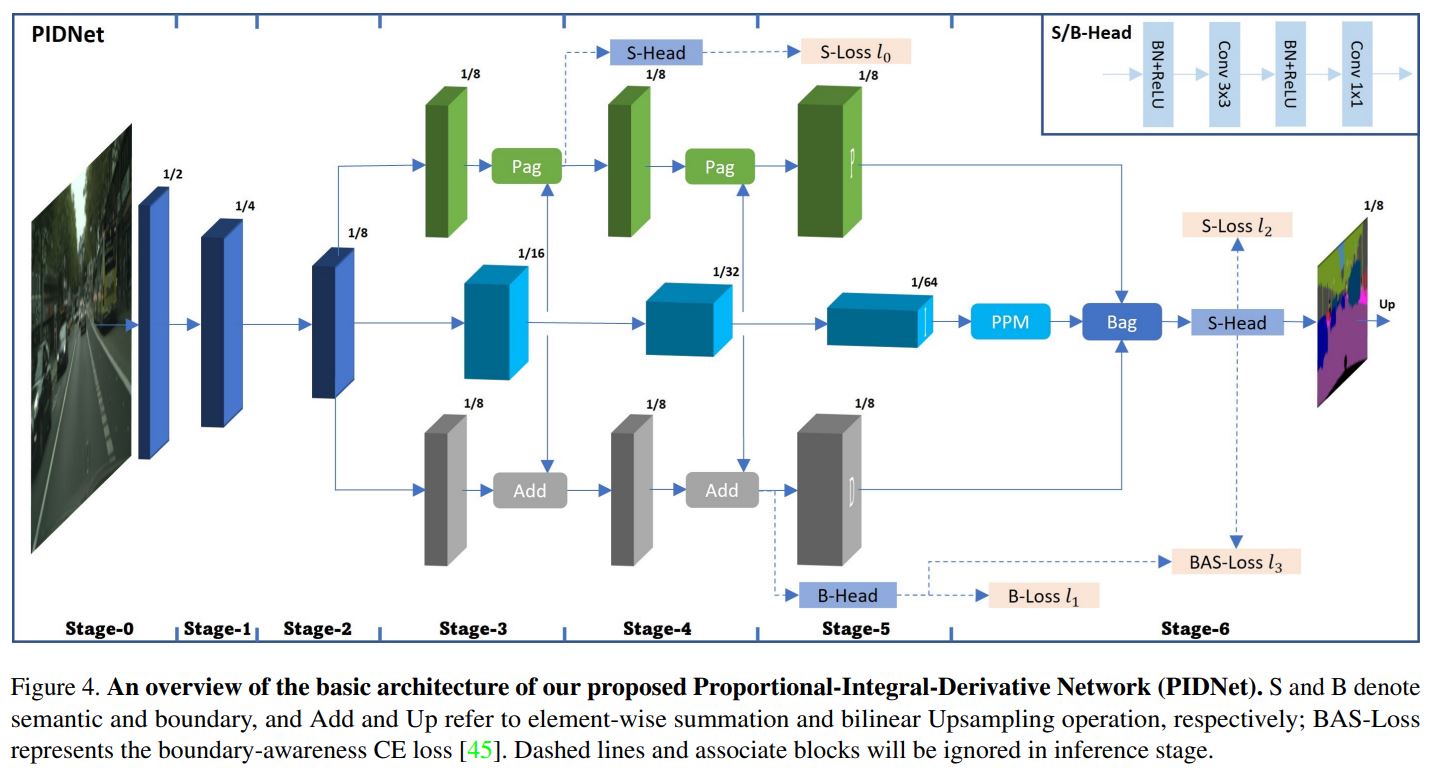 PIDNet
S/B-Head
BN+ReLU
Conv 3x3
BN+ReLU
Conv 1x1
S-Head
S-Loss l0
1/8
1/8
1/8
Pag
Pag
P
1/2
1/4
1/8
1/16
1/32
1/64
I
PPM
Bag
S-Head
S-Loss l2
1/8
Up
1/8
1/8
1/8
Add
Add
D
BAS-Loss l3
B-Head
B-Loss l1
Stage-0
Stage-1
Stage-2
Stage-3
Stage-4
Stage-5
Stage-6
Figure 4. An overview of the basic architecture of our proposed Proportional-Integral-Derivative Network (PIDNet). S and B denote
semantic and boundary, and Add and Up refer to element-wise summation and bilinear Upsampling operation, respectively; BAS-Loss
represents the boundary-awareness CE loss [45]. Dashed lines and associate blocks will be ignored in inference stage.